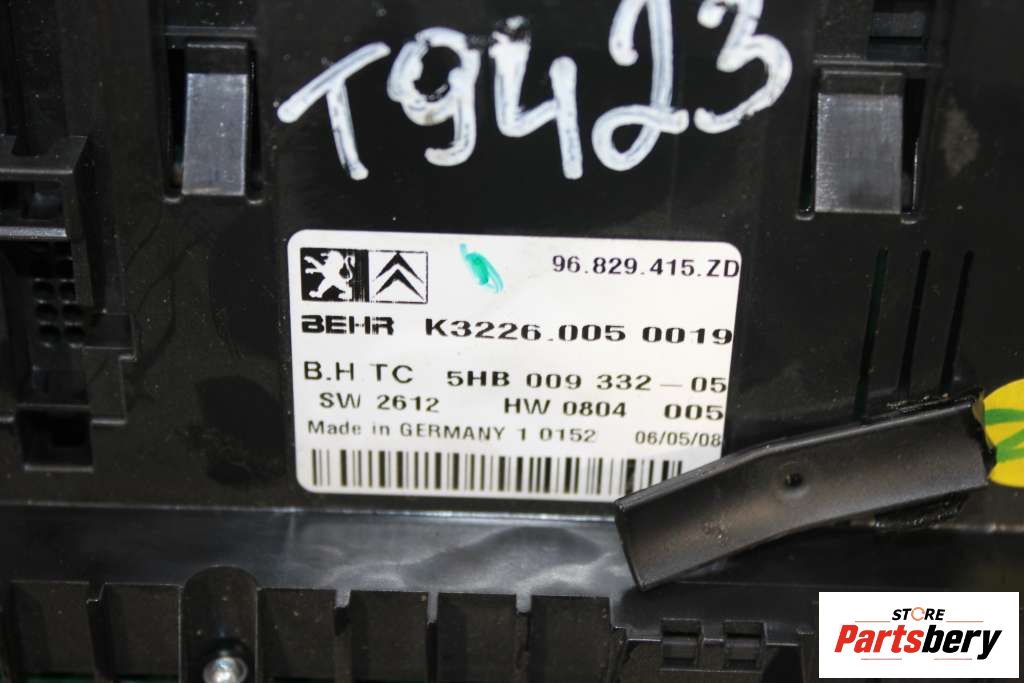 T9423
96.829.415.ZD
BEHR K3226.005 0019
B.H TC 5HB 009 332-05
SW 2612 HW 0804 005
Made in GERMANY 1 0152 06/05/08
STORE
Partsbery